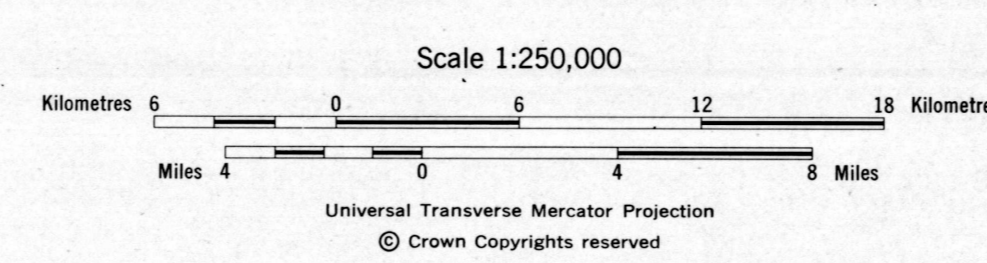 Scale 1:250,000
Kilometres 6 0 6 12 18 Kilometre
Miles 4 0 4 8 Miles
Universal Transverse Mercator Projection
© Crown Copyrights reserved